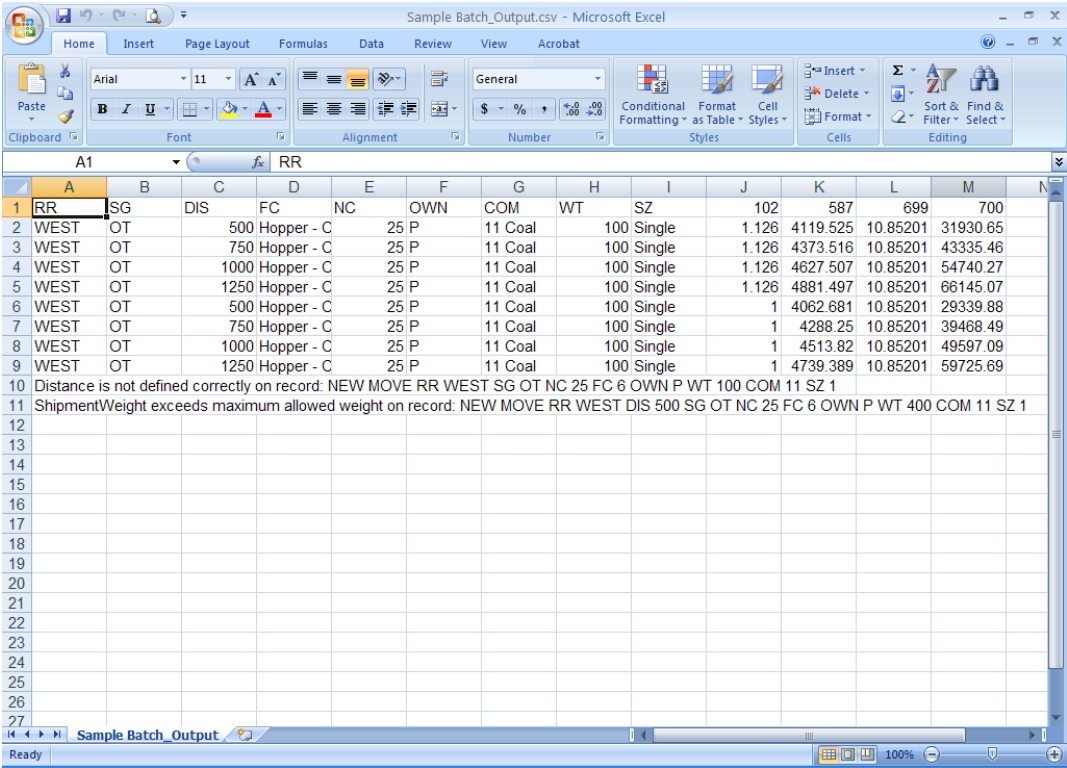 Sample Batch_Output.csv - Microsoft Excel
Home Insert Page Layout Formulas Data Review View Acrobat
Paste
Clipboard
Arial 11 A A
B I U A
Font
Alignment
General
$ % , .0 .00 .00 .0
Number
Conditional Formatting
Format as Table
Cell Styles
Styles
Insert
Delete
Format
Cells
Σ
Sort & Filter
Find & Select
Editing
A1 fx RR
A B C D E F G H I J K L M N
1 RR SG DIS FC NC OWN COM WT SZ 102 587 699 700
2 WEST OT 500 Hopper - C 25 P 11 Coal 100 Single 1.126 4119.525 10.85201 31930.65
3 WEST OT 750 Hopper - C 25 P 11 Coal 100 Single 1.126 4373.516 10.85201 43335.46
4 WEST OT 1000 Hopper - C 25 P 11 Coal 100 Single 1.126 4627.507 10.85201 54740.27
5 WEST OT 1250 Hopper - C 25 P 11 Coal 100 Single 1.126 4881.497 10.85201 66145.07
6 WEST OT 500 Hopper - C 25 P 11 Coal 100 Single 1 4062.681 10.85201 29339.88
7 WEST OT 750 Hopper - C 25 P 11 Coal 100 Single 1 4288.25 10.85201 39468.49
8 WEST OT 1000 Hopper - C 25 P 11 Coal 100 Single 1 4513.82 10.85201 49597.09
9 WEST OT 1250 Hopper - C 25 P 11 Coal 100 Single 1 4739.389 10.85201 59725.69
10 Distance is not defined correctly on record: NEW MOVE RR WEST SG OT NC 25 FC 6 OWN P WT 100 COM 11 SZ 1
11 ShipmentWeight exceeds maximum allowed weight on record: NEW MOVE RR WEST DIS 500 SG OT NC 25 FC 6 OWN P WT 400 COM 11 SZ 1
12
13
14
15
16
17
18
19
20
21
22
23
24
25
26
27
Sample Batch_Output
Ready 100%